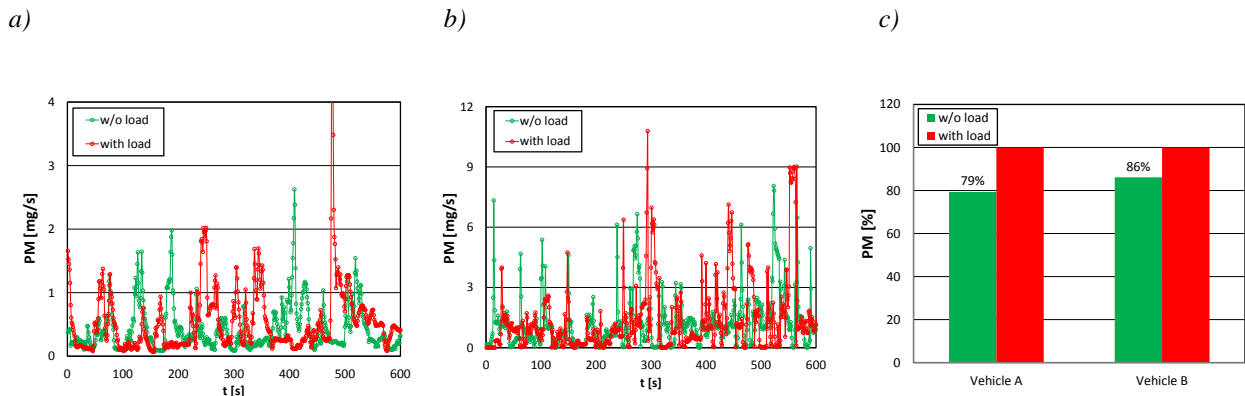 a)
b)
c)
PM [mg/s]
4
3
2
1
0
w/o load
with load
0 100 200 300 400 500 600
t [s]
PM [mg/s]
12
9
6
3
0
w/o load
with load
0 100 200 300 400 500 600
t [s]
PM [%]
120
100
80
60
40
20
0
w/o load
with load
79%
86%
Vehicle A Vehicle B